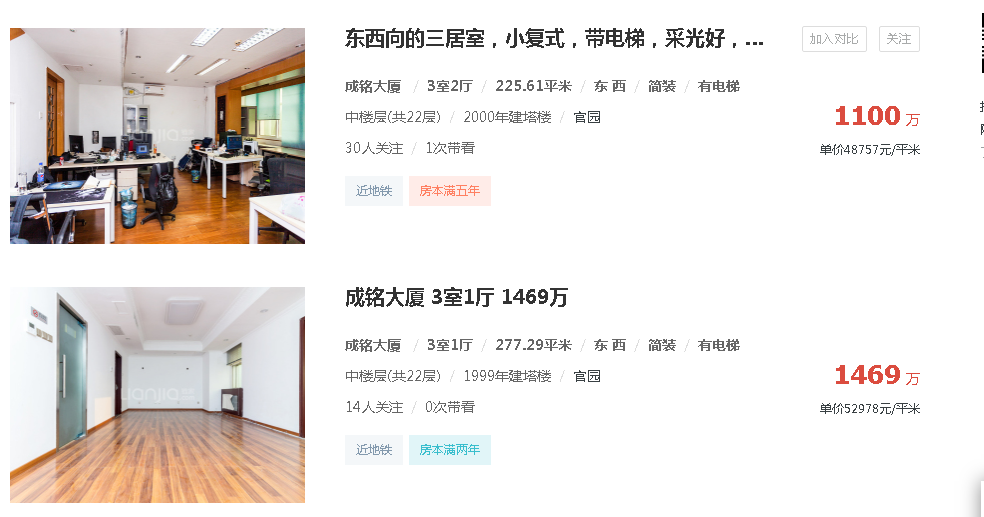 东西向的三居室，小复式，带电梯，采光好，...
加入对比 关注
成铭大厦 / 3室2厅 / 225.61平米 / 东 西 / 简装 / 有电梯
中楼层(共22层) / 2000年建塔楼 / 官园
1100 万
30人关注 / 1次带看
单价48757元/平米
近地铁 房本满五年
lianjia
成铭大厦 3室1厅 1469万
成铭大厦 / 3室1厅 / 277.29平米 / 东 西 / 简装 / 有电梯
中楼层(共22层) / 1999年建塔楼 / 官园
1469 万
14人关注 / 0次带看
单价52978元/平米
近地铁 房本满两年
lianjia